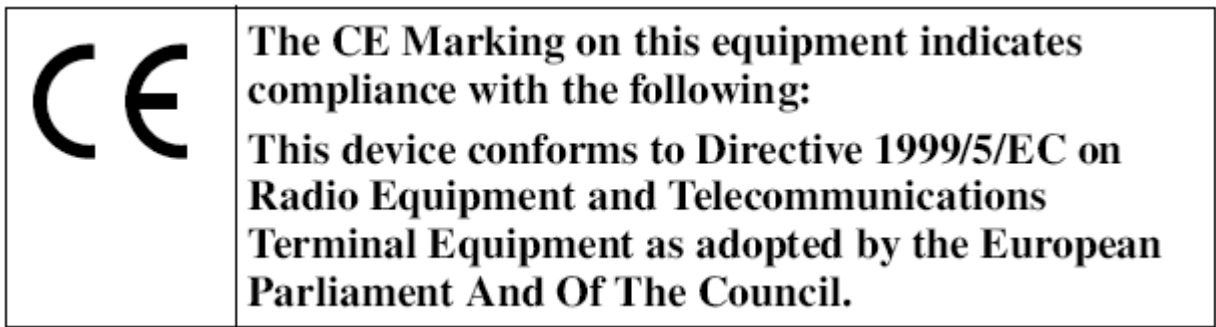 CE
The CE Marking on this equipment indicates
compliance with the following:
This device conforms to Directive 1999/5/EC on
Radio Equipment and Telecommunications
Terminal Equipment as adopted by the European
Parliament And Of The Council.